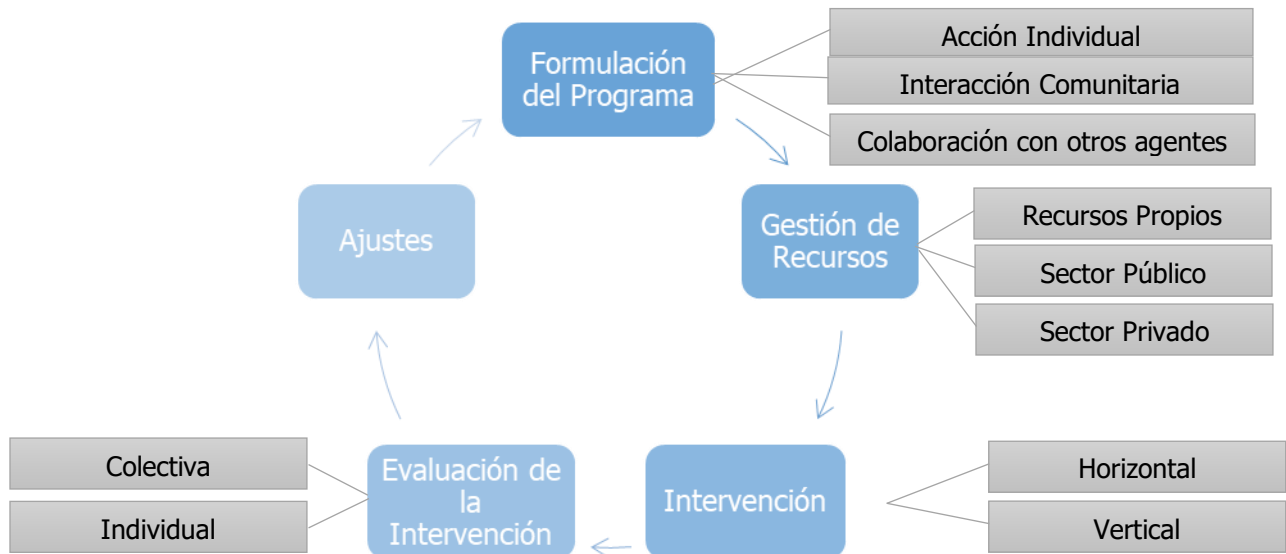 Formulación
del Programa
Acción Individual
Interacción Comunitaria
Colaboración con otros agentes
Gestión de
Recursos
Recursos Propios
Sector Público
Sector Privado
Intervención
Horizontal
Vertical
Evaluación de
la
Intervención
Colectiva
Individual
Ajustes